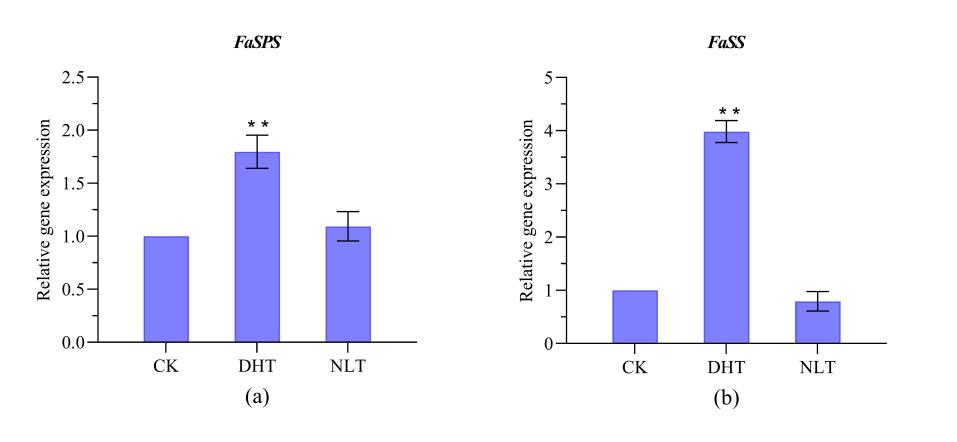 FaSPS
Relative gene expression
2.5
2.0
1.5
1.0
0.5
0.0
**
CK DHT NLT
(a)
FaSS
Relative gene expression
5
4
3
2
1
0
**
CK DHT NLT
(b)